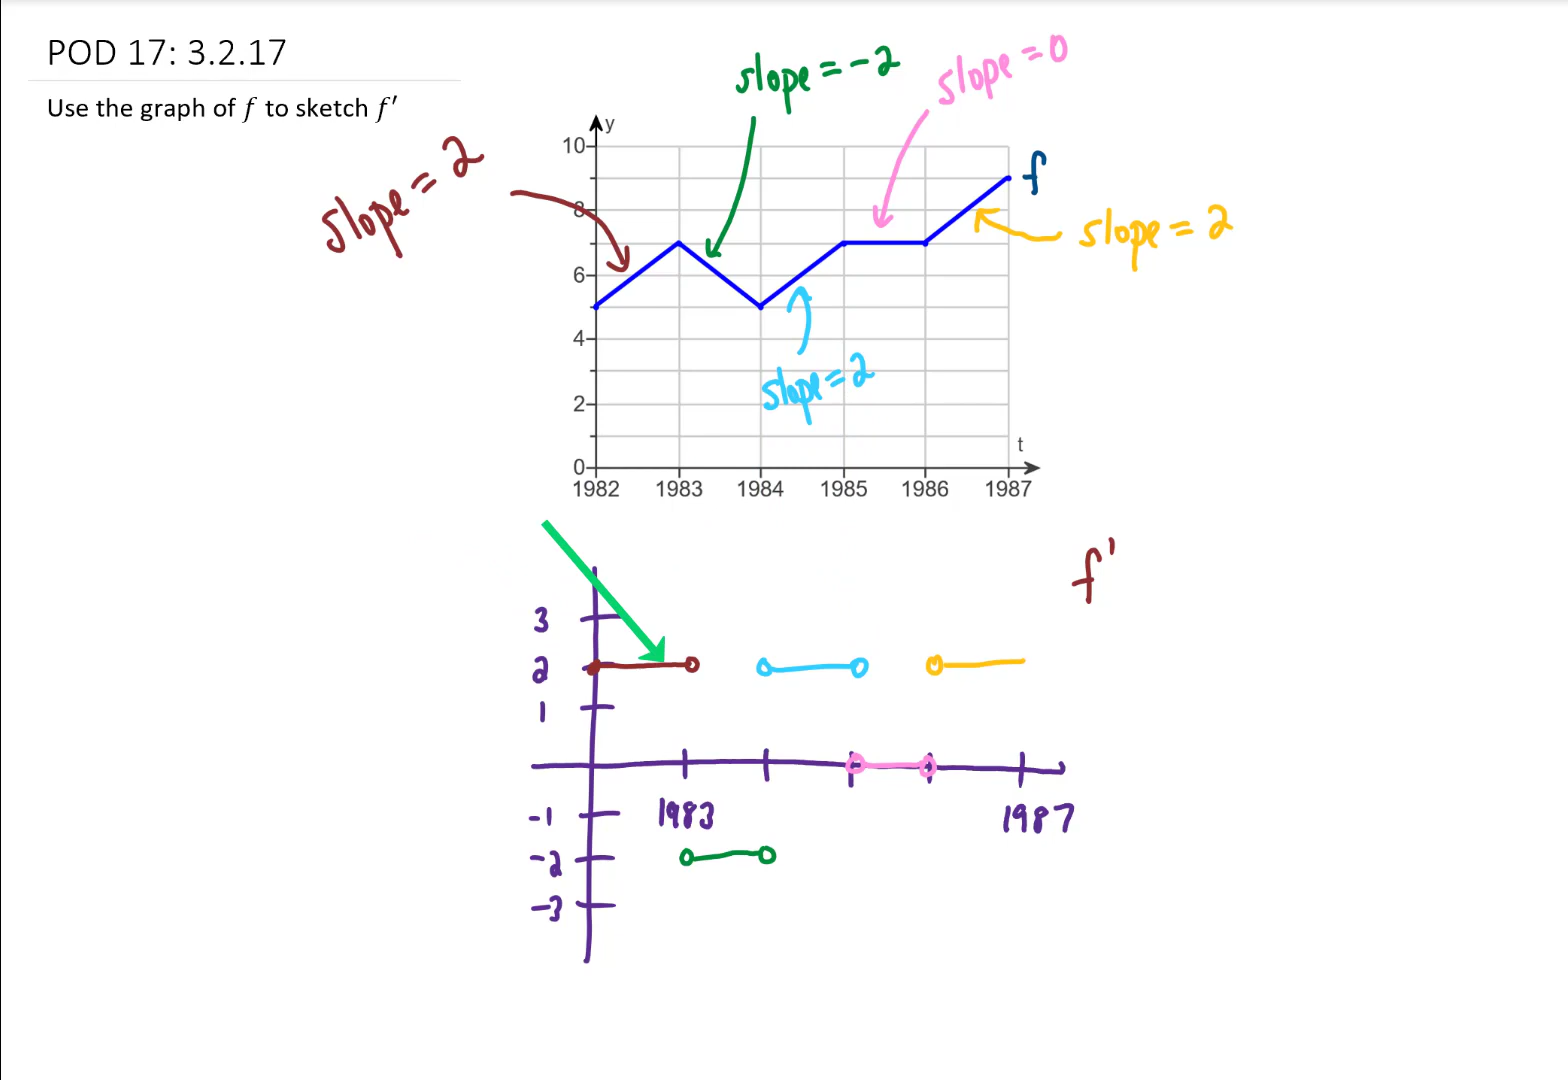 POD 17: 3.2.17
Use the graph of f to sketch f'
slope = -2
slope = 0
slope = 2
y
10
8
6
4
2
0
f
slope = 2
slope = 2
t
1982 1983 1984 1985 1986 1987
f'
3
2
1
-1
1983
1987
-2
-3